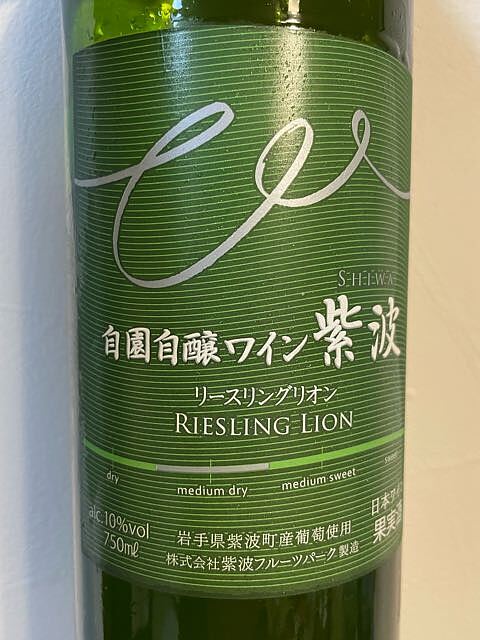 SHIWA
自園自醸ワイン 紫波
リースリングリオン
RIESLING LION
dry medium dry medium sweet sweet
alc.10%vol
750mℓ
岩手県紫波町産葡萄使用
株式会社紫波フルーツパーク 製造
日本ワイン
果実酒